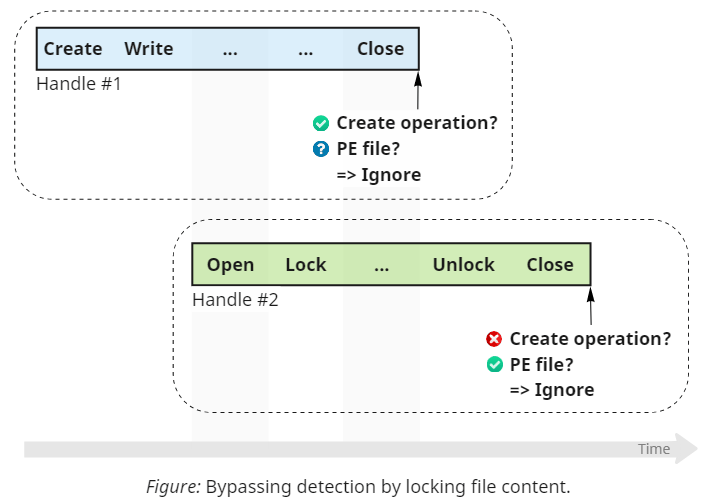 Create Write ... ... Close
Handle #1
Create operation?
? PE file?
=> Ignore
Open Lock ... Unlock Close
Handle #2
Create operation?
PE file?
=> Ignore
Time
Figure: Bypassing detection by locking file content.